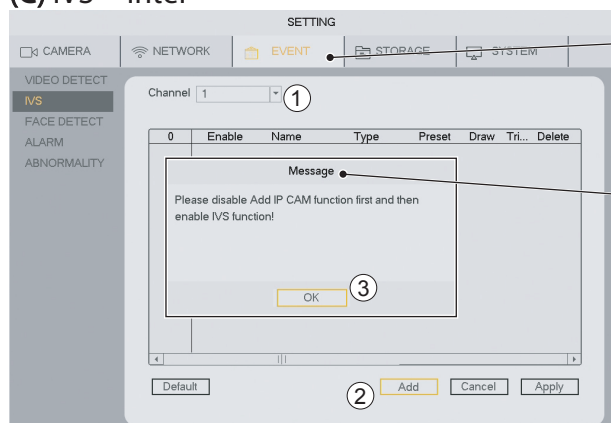 (C) IVS – Inter
SETTING
CAMERA NETWORK EVENT STORAGE SYSTEM
VIDEO DETECT
IVS
FACE DETECT
ALARM
ABNORMALITY
Channel 1 1
0 Enable Name Type Preset Draw Tri... Delete
Message
Please disable Add IP CAM function first and then
enable IVS function!
OK 3
Default 2 Add Cancel Apply